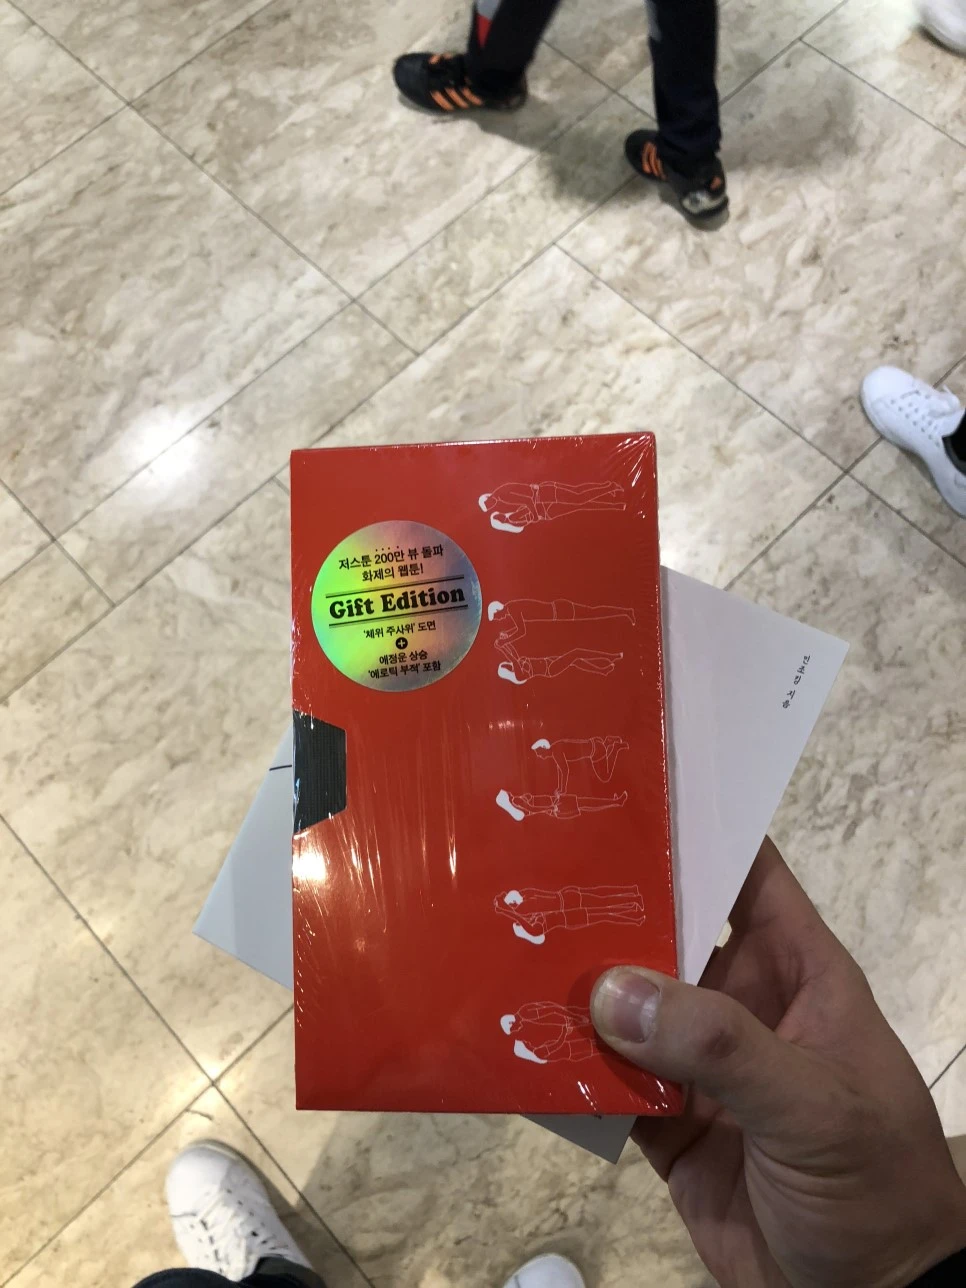 저스툰 200만 뷰 돌파
화제의 웹툰!
Gift Edition
'체위 주사위' 도면
+
애정운 상승
'에로틱 부적' 포함